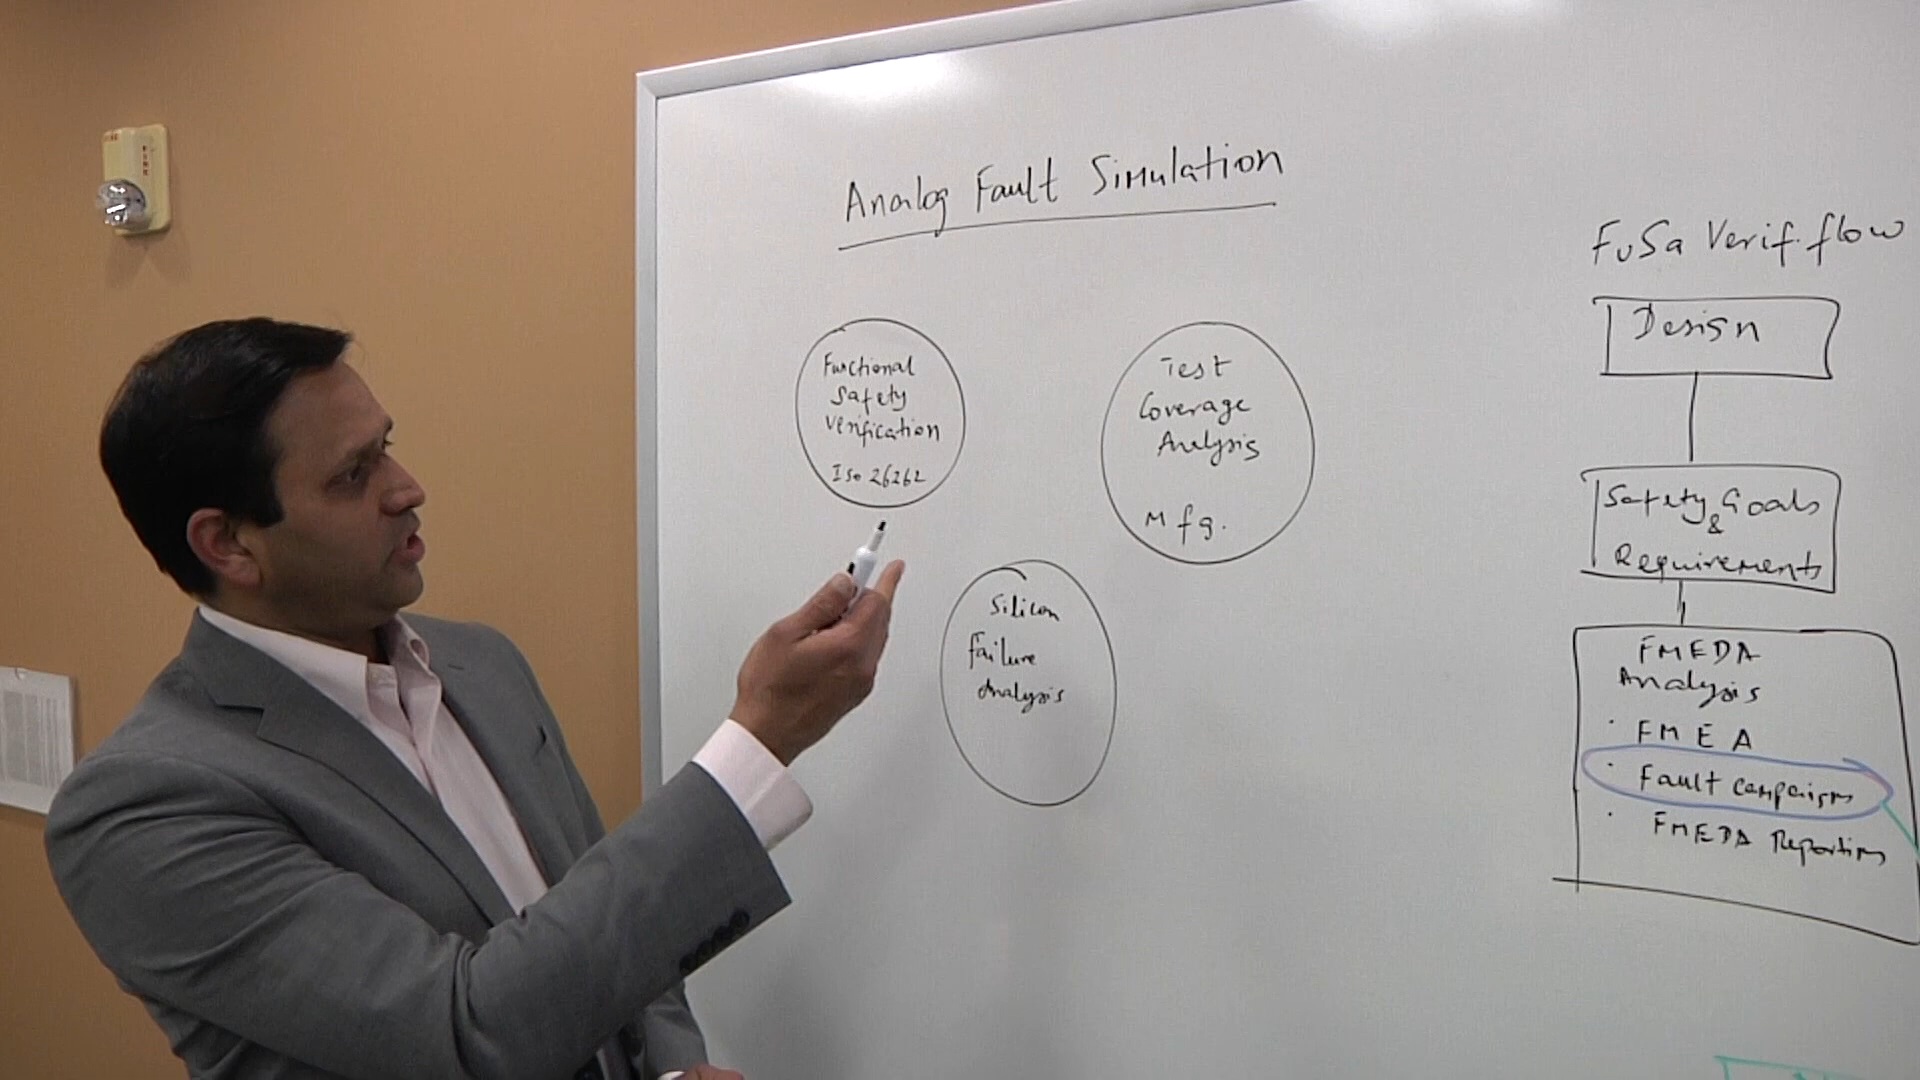 Analog Fault Simulation
Functional
Safety
Verification
ISO 26262
Test
Coverage
Analysis
Mfg.
Silicon
Failure
Analysis
FuSa Verif. flow
Design
Safety Goals
&
Requirements
FMEDA
Analysis
· FMEA
· Fault Campaigns
· FMEDA Reporting